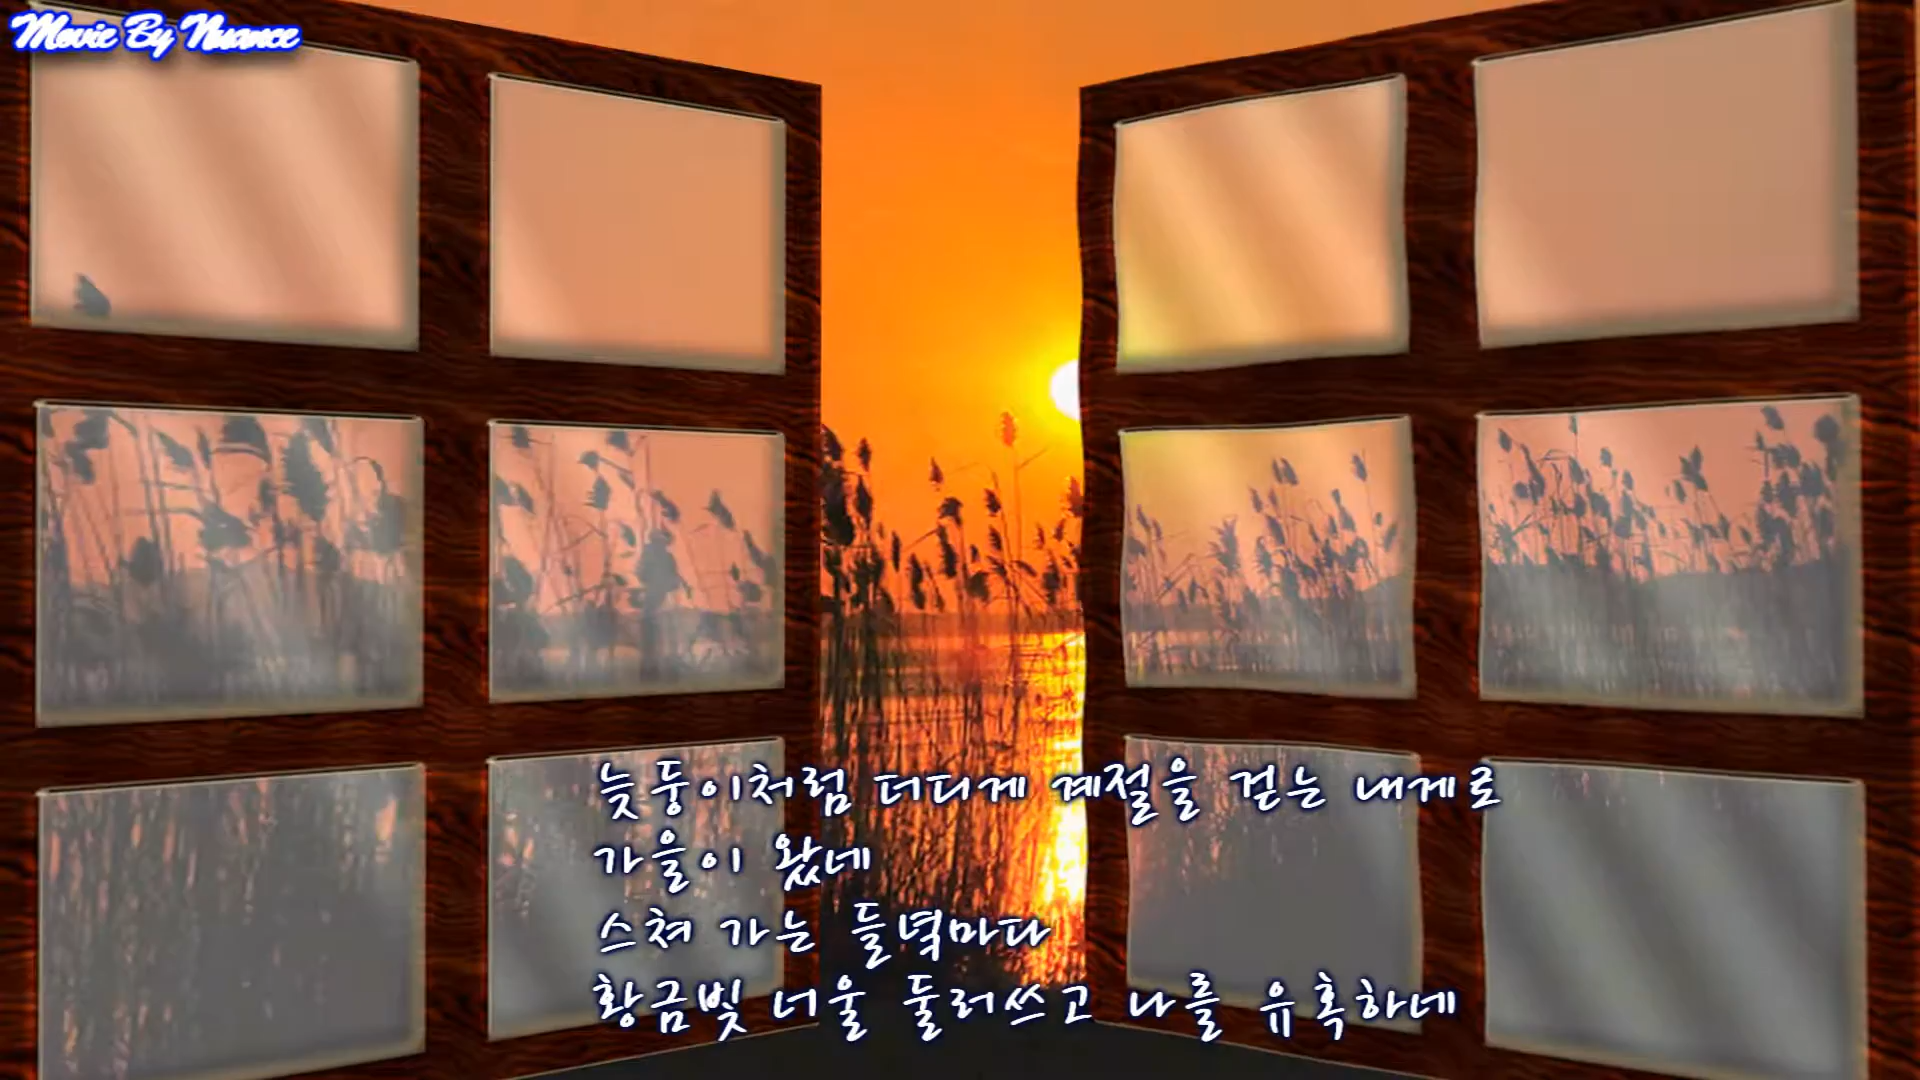 Movie By Nuance
늦둥이처럼 더디게 계절을 걷는 내게로
가을이 왔네
스쳐 가는 들녘마다
황금빛 너울 둘러쓰고 나를 유혹하네